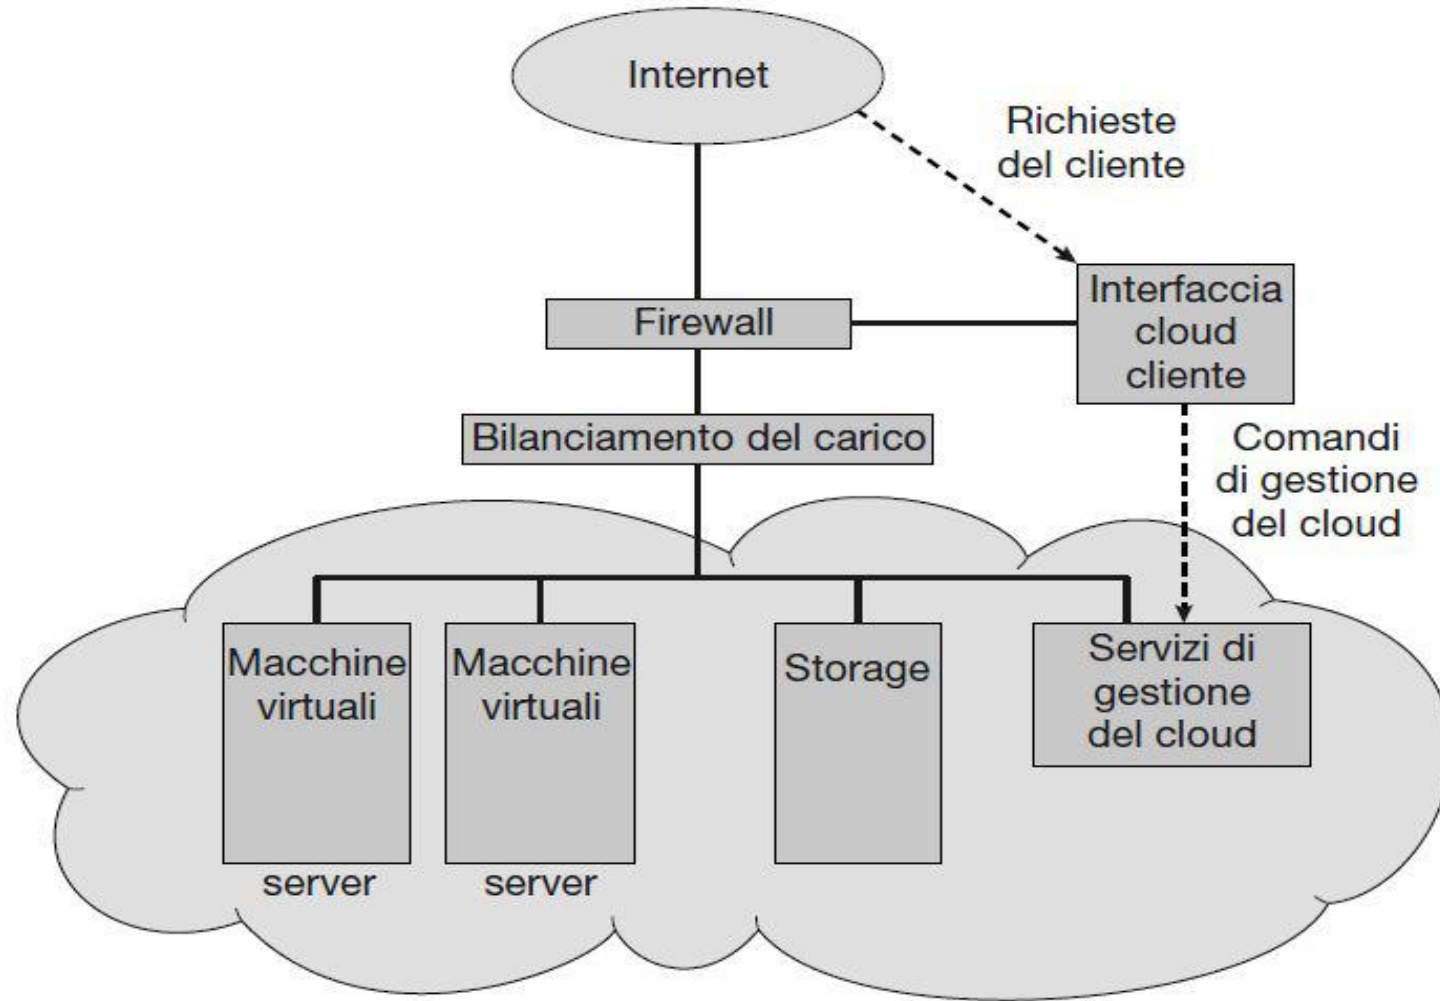 Internet
Richieste
del cliente
Interfaccia
cloud
cliente
Firewall
Bilanciamento del carico
Comandi
di gestione
del cloud
Macchine
virtuali
Macchine
virtuali
Storage
Servizi di
gestione
del cloud
server
server